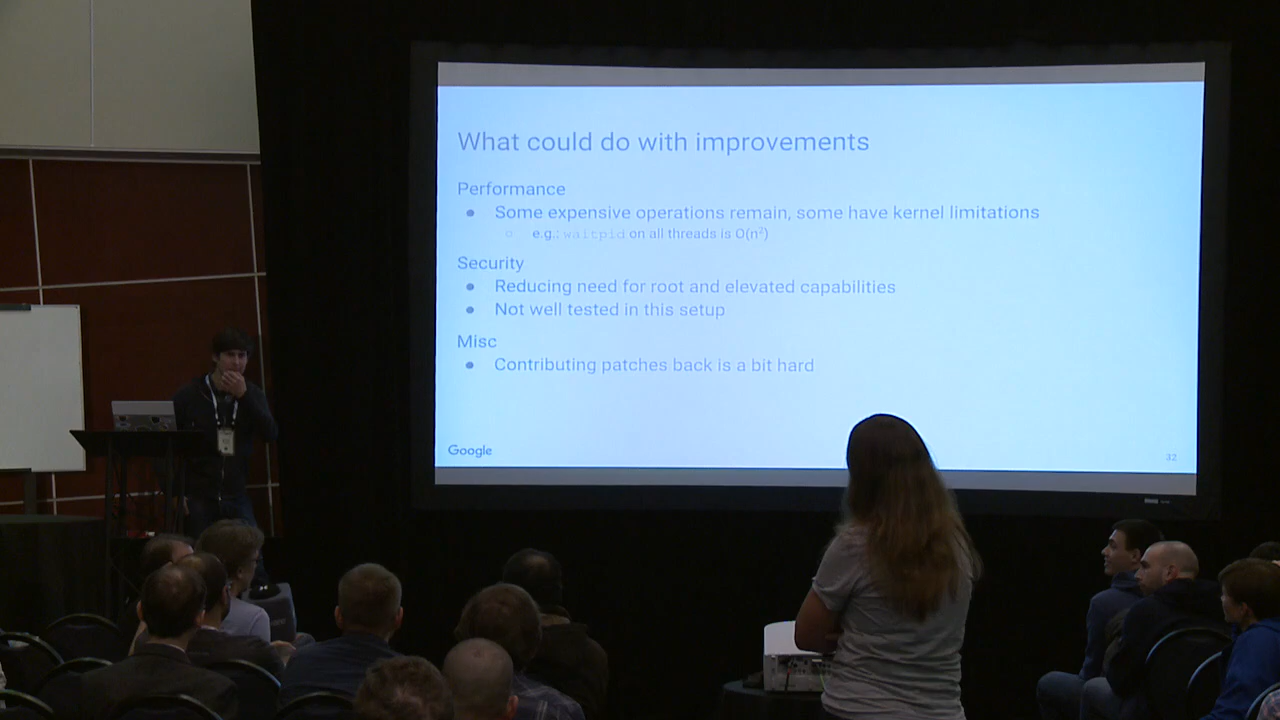 What could do with improvements
Performance
● Some expensive operations remain, some have kernel limitations
○ e.g.: waitpid on all threads is O(n²)
Security
● Reducing need for root and elevated capabilities
● Not well tested in this setup
Misc
● Contributing patches back is a bit hard
Google
32